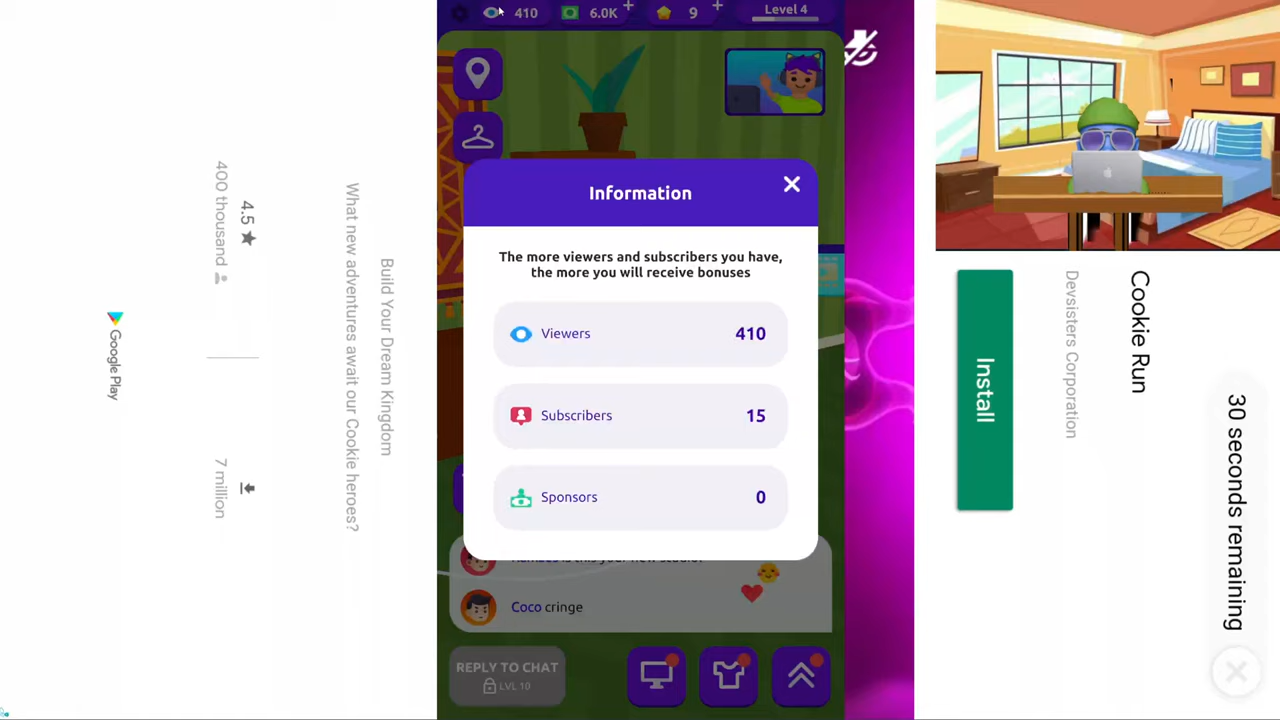 410
6.0K
+
9
+
Level 4
Information
The more viewers and subscribers you have,
the more you will receive bonuses
Viewers
410
Subscribers
15
Sponsors
0
Coco cringe
REPLY TO CHAT
LVL 10
What new adventures await our Cookie heroes?
Build Your Dream Kingdom
4.5 ★
400 thousand
7 million
Google Play
Cookie Run
Devsisters Corporation
Install
30 seconds remaining